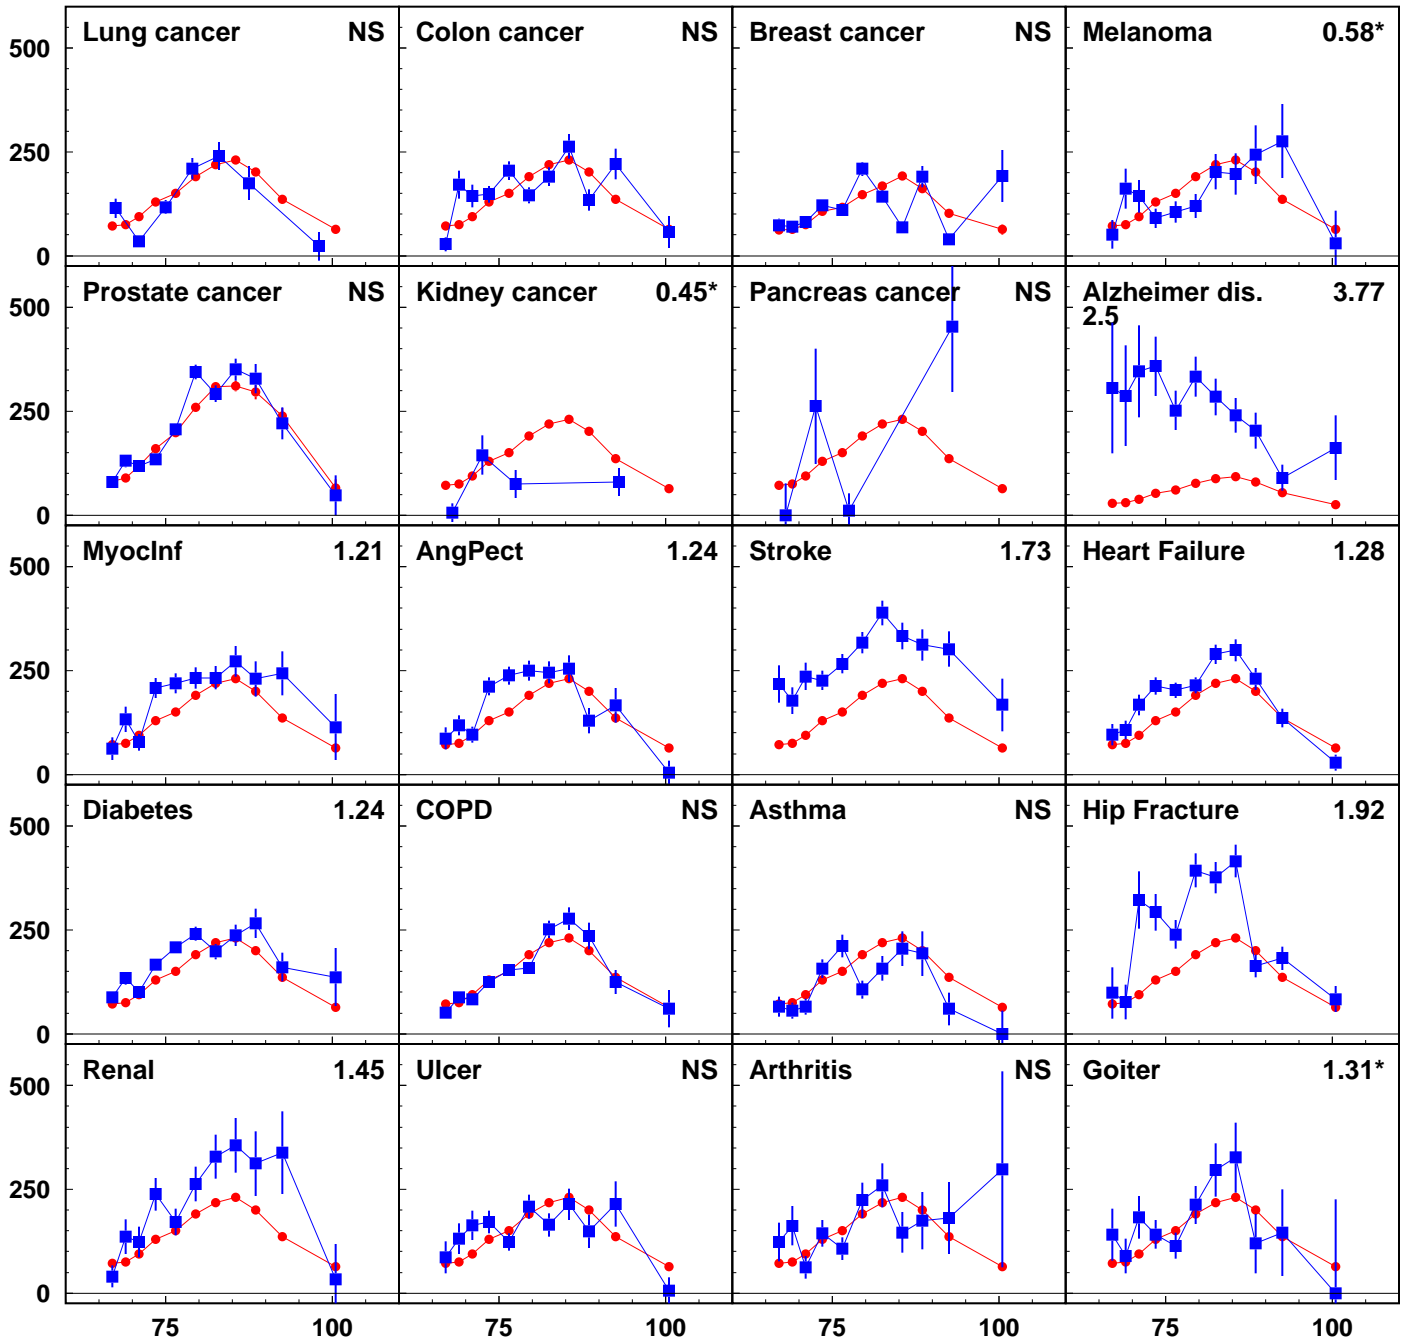 Lung cancer NS Colon cancer NS Breast cancer NS Melanoma 0.58*
500
250
0
Prostate cancer NS Kidney cancer 0.45* Pancreas cancer NS Alzheimer dis. 3.77
2.5
500
250
0
MyocInf 1.21 AngPect 1.24 Stroke 1.73 Heart Failure 1.28
500
250
0
Diabetes 1.24 COPD NS Asthma NS Hip Fracture 1.92
500
250
0
Renal 1.45 Ulcer NS Arthritis NS Goiter 1.31*
500
250
0
75 100 75 100 75 100 75 100